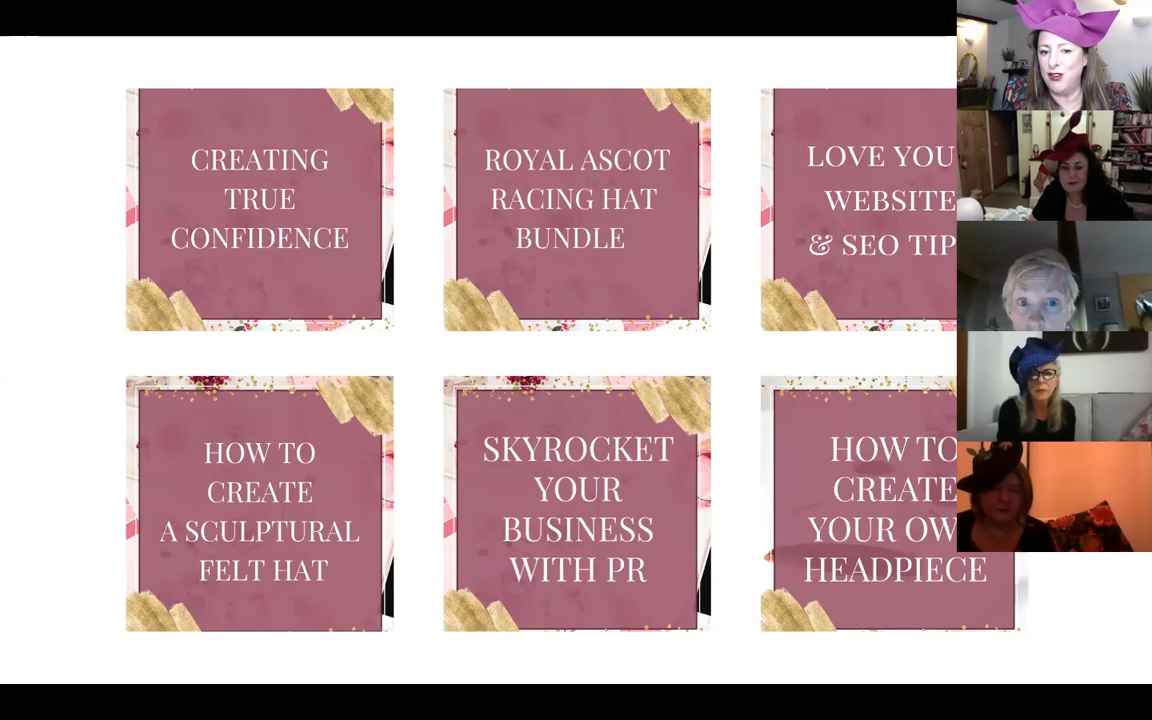 CREATING
TRUE
CONFIDENCE
ROYAL ASCOT
RACING HAT
BUNDLE
LOVE YOU
WEBSITE
& SEO TIP
HOW TO
CREATE
A SCULPTURAL
FELT HAT
SKYROCKET
YOUR
BUSINESS
WITH PR
HOW TO
CREATE
YOUR OW
HEADPIECE